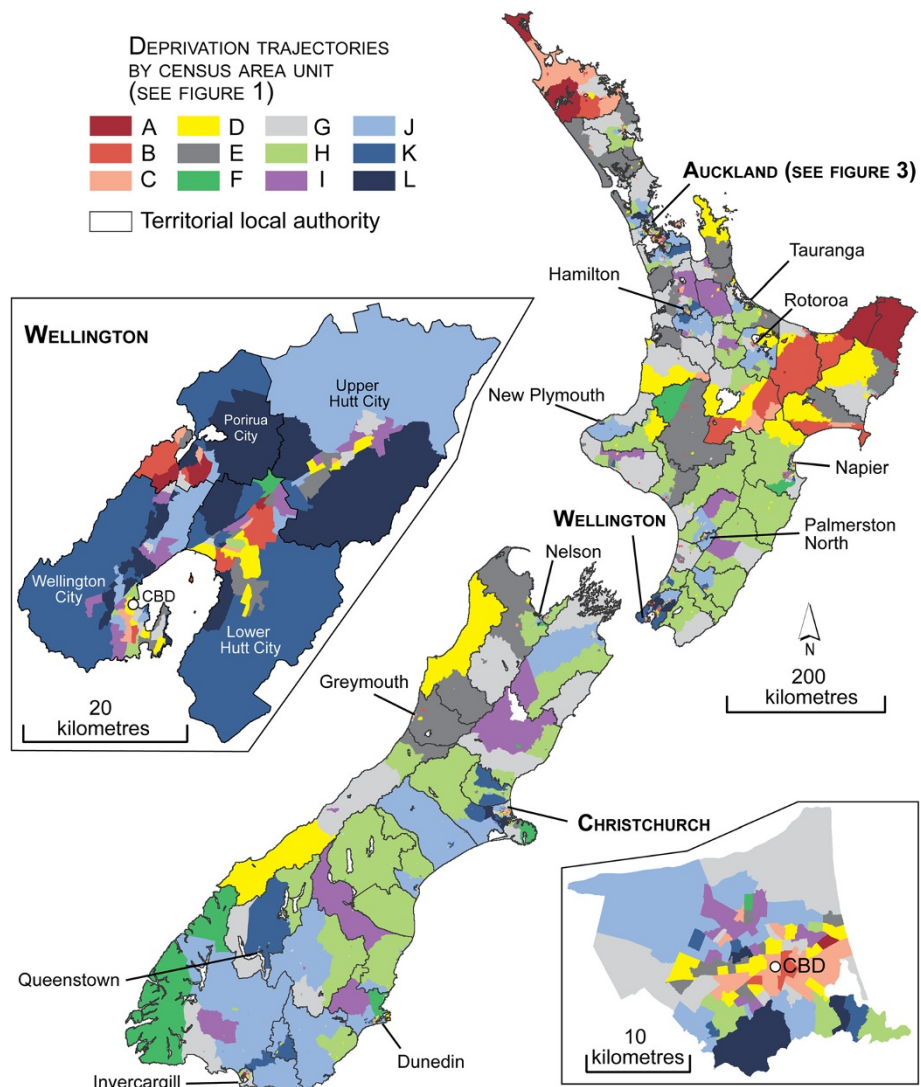 DEPRIVATION TRAJECTORIES
BY CENSUS AREA UNIT
(SEE FIGURE 1)
A D G J
B E H K
C F I L
Territorial local authority
AUCKLAND (SEE FIGURE 3)
Tauranga
Hamilton
Rotoroa
WELLINGTON
Upper
Hutt City
Porirua
City
New Plymouth
Napier
WELLINGTON
Palmerston
North
Nelson
Wellington
City
CBD
Lower
Hutt City
N
200
kilometres
20
kilometres
Greymouth
CHRISTCHURCH
Queenstown
CBD
Dunedin
10
kilometres
Invercargill